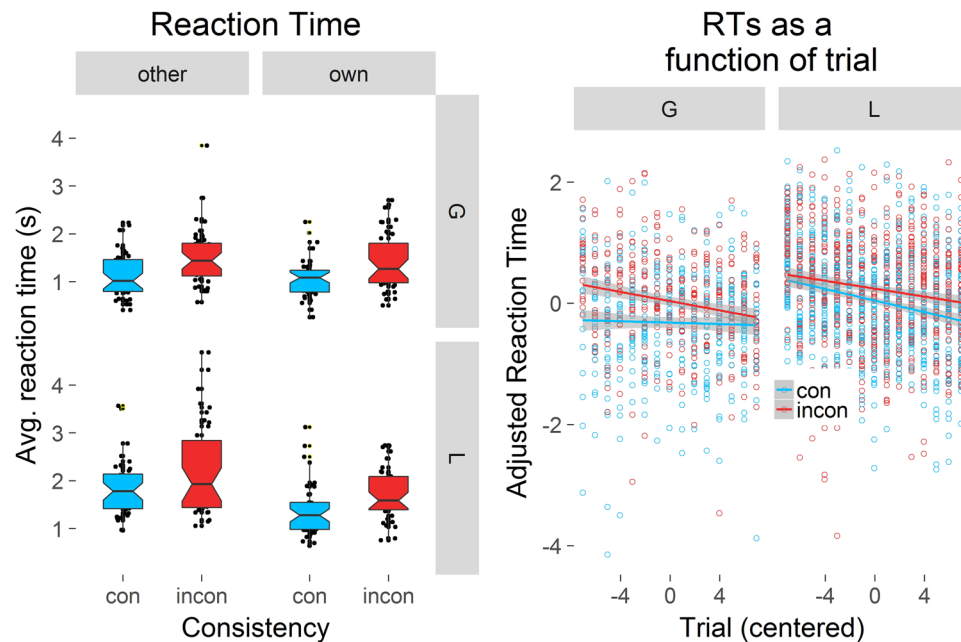 Reaction Time
other
own
Avg. reaction time (s)
4
3
2
1
G
4
3
2
1
L
con
incon
con
incon
Consistency
RTs as a
function of trial
G
L
Adjusted Reaction Time
2
0
-2
-4
con
incon
-4
0
4
-4
0
4
Trial (centered)